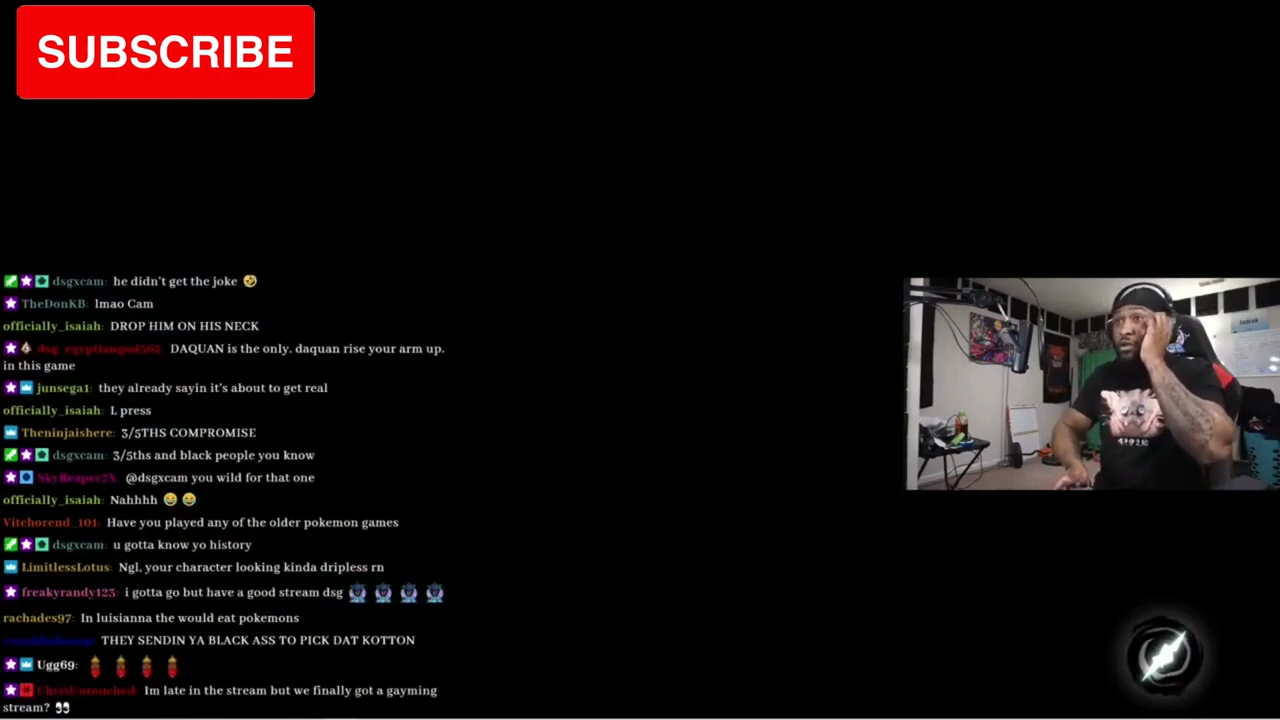 SUBSCRIBE
dsgxcam: he didn't get the joke 🤣
TheDonKB: lmao Cam
officially_isaiah: DROP HIM ON HIS NECK
dsg_egyptiangod562 DAQUAN is the only. daquan rise your arm up.
in this game
junsega1: they already sayin it's about to get real
officially_isaiah: L press
Theninjaishere: 3/5THS COMPROMISE
dsgxcam: 3/5ths and black people you know
SkyReaper7X @dsgxcam you wild for that one
officially_isaiah: Nahhhh 😂 😂
Vitchorend_101: Have you played any of the older pokemon games
dsgxcam: u gotta know yo history
LimitlessLotus: Ngl, your character looking kinda dripless rn
freakyrandy123: i gotta go but have a good stream dsg
rachades97: In luisianna the would eat pokemons
THEY SENDIN YA BLACK ASS TO PICK DAT KOTTON
Ugg69:
Im late in the stream but we finally got a gayming
stream? 👀